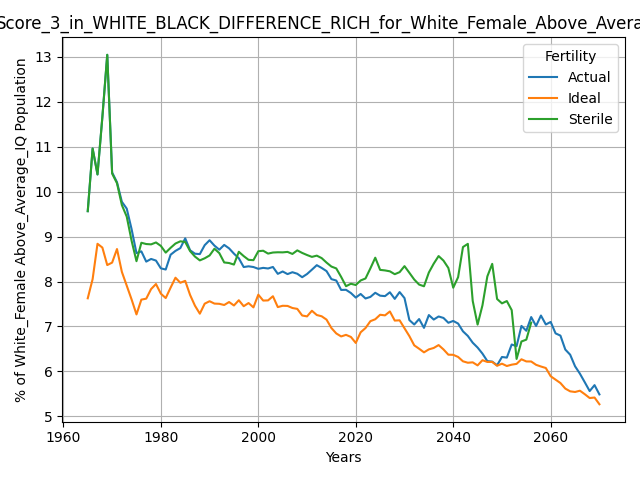 Score_3_in_WHITE_BLACK_DIFFERENCE_RICH_for_White_Female_Above_Avera
% of White_Female Above_Average_IQ Population
13
12
11
10
9
8
7
6
5
Fertility
Actual
Ideal
Sterile
1960 1980 2000 2020 2040 2060
Years